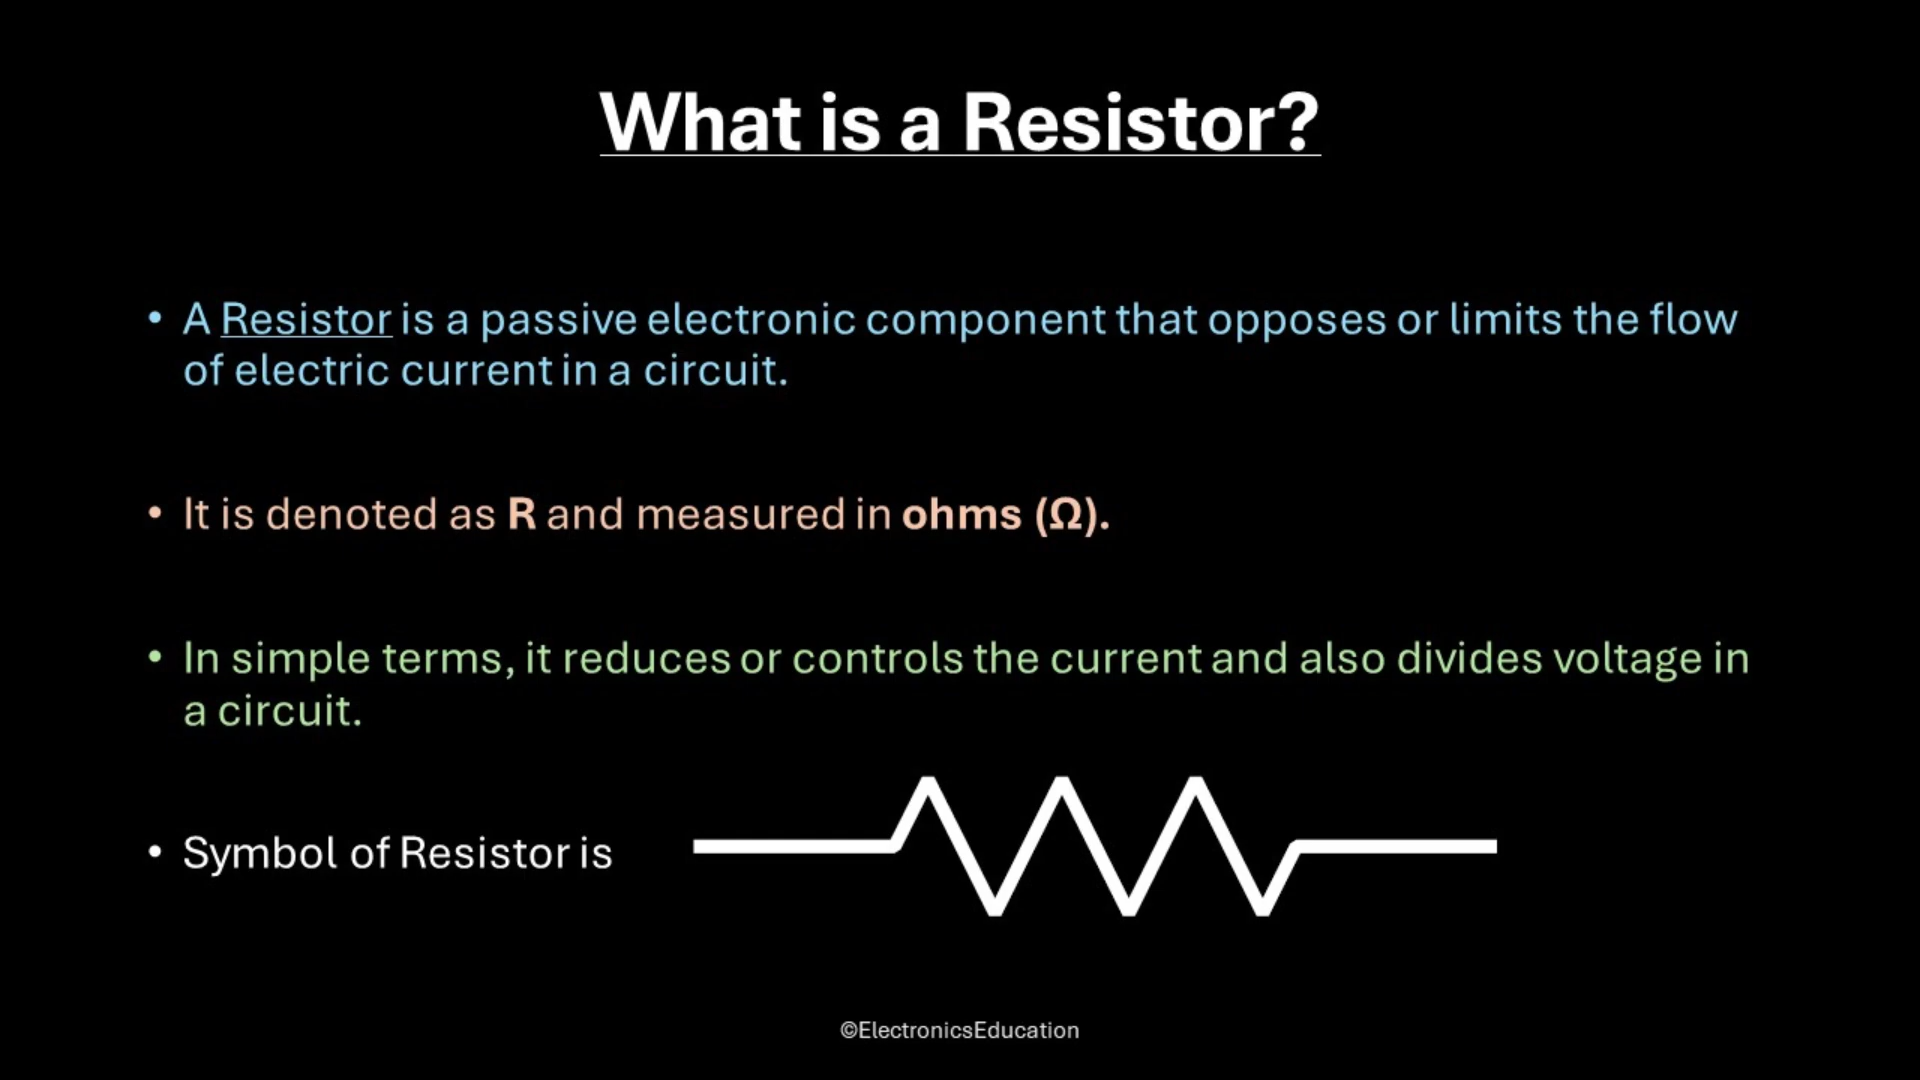 What is a Resistor?
• A Resistor is a passive electronic component that opposes or limits the flow
of electric current in a circuit.
• It is denoted as R and measured in ohms (Ω).
• In simple terms, it reduces or controls the current and also divides voltage in
a circuit.
• Symbol of Resistor is
©ElectronicsEducation